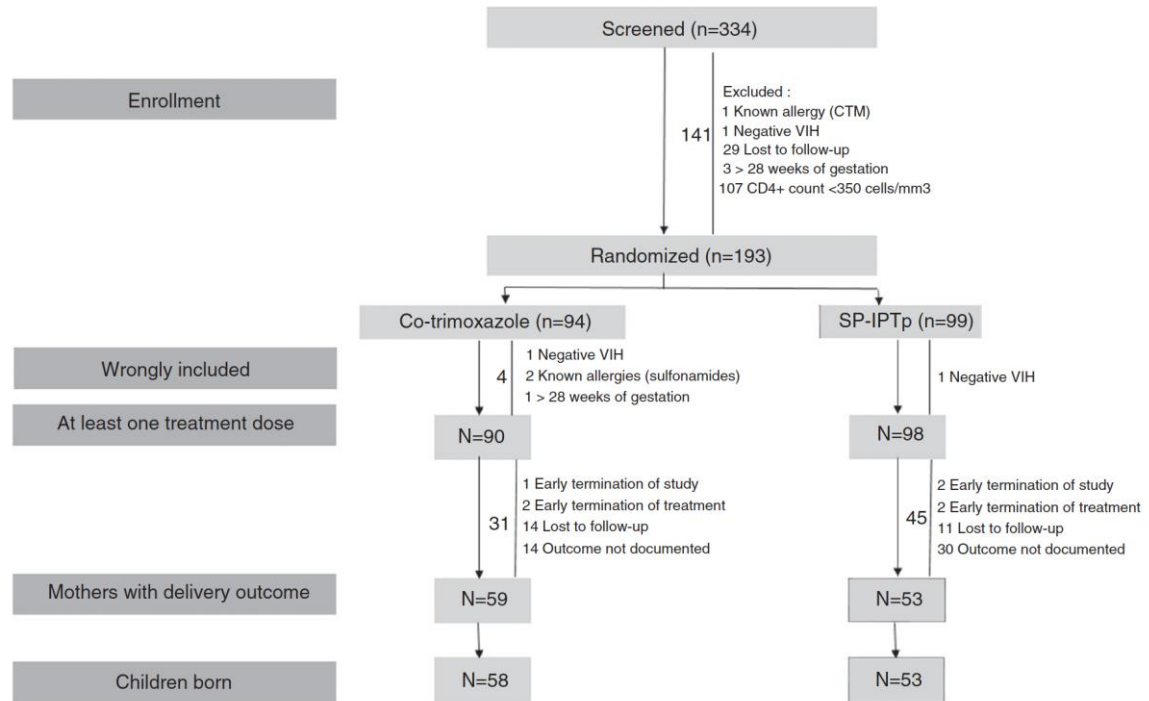 Screened (n=334)
Enrollment
141
Excluded :
1 Known allergy (CTM)
1 Negative VIH
29 Lost to follow-up
3 > 28 weeks of gestation
107 CD4+ count <350 cells/mm3
Randomized (n=193)
Co-trimoxazole (n=94)
SP-IPTp (n=99)
Wrongly included
4
1 Negative VIH
2 Known allergies (sulfonamides)
1 > 28 weeks of gestation
1 Negative VIH
At least one treatment dose
N=90
N=98
31
1 Early termination of study
2 Early termination of treatment
14 Lost to follow-up
14 Outcome not documented
45
2 Early termination of study
2 Early termination of treatment
11 Lost to follow-up
30 Outcome not documented
Mothers with delivery outcome
N=59
N=53
Children born
N=58
N=53